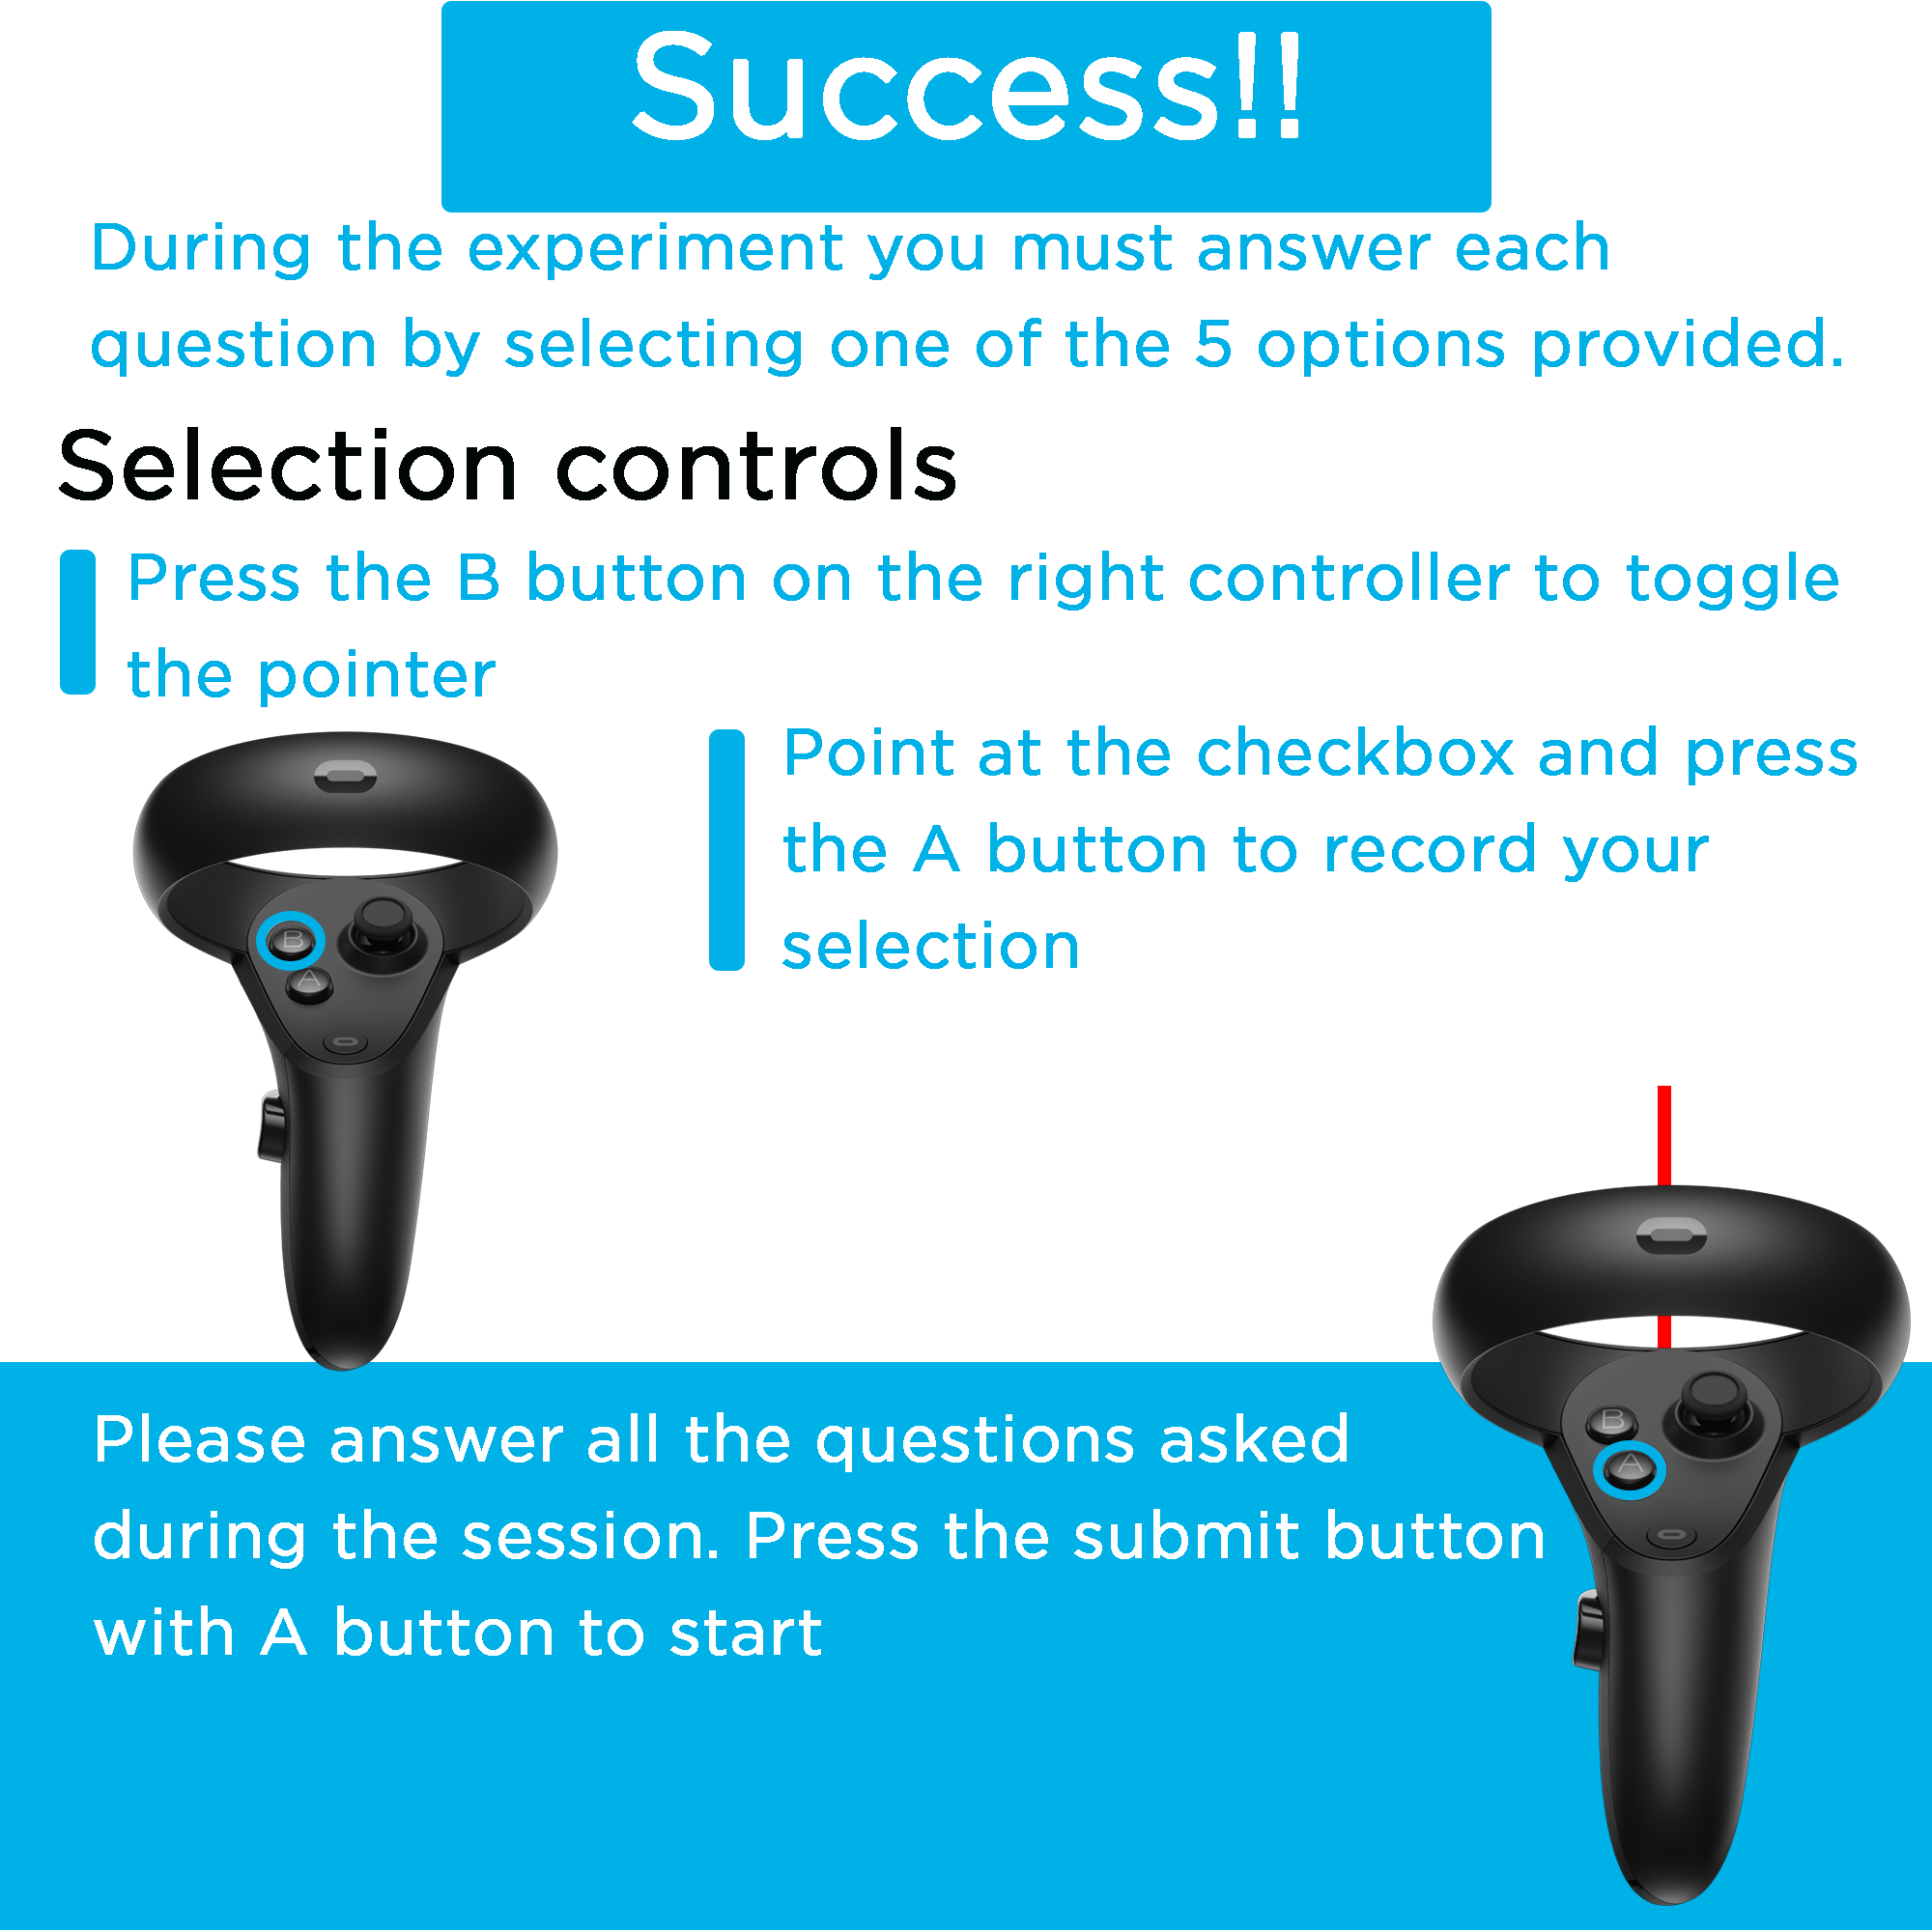 Success!!
During the experiment you must answer each
question by selecting one of the 5 options provided.
Selection controls
Press the B button on the right controller to toggle
the pointer
Point at the checkbox and press
the A button to record your
selection
B
A
B
A
Please answer all the questions asked
during the session. Press the submit button
with A button to start